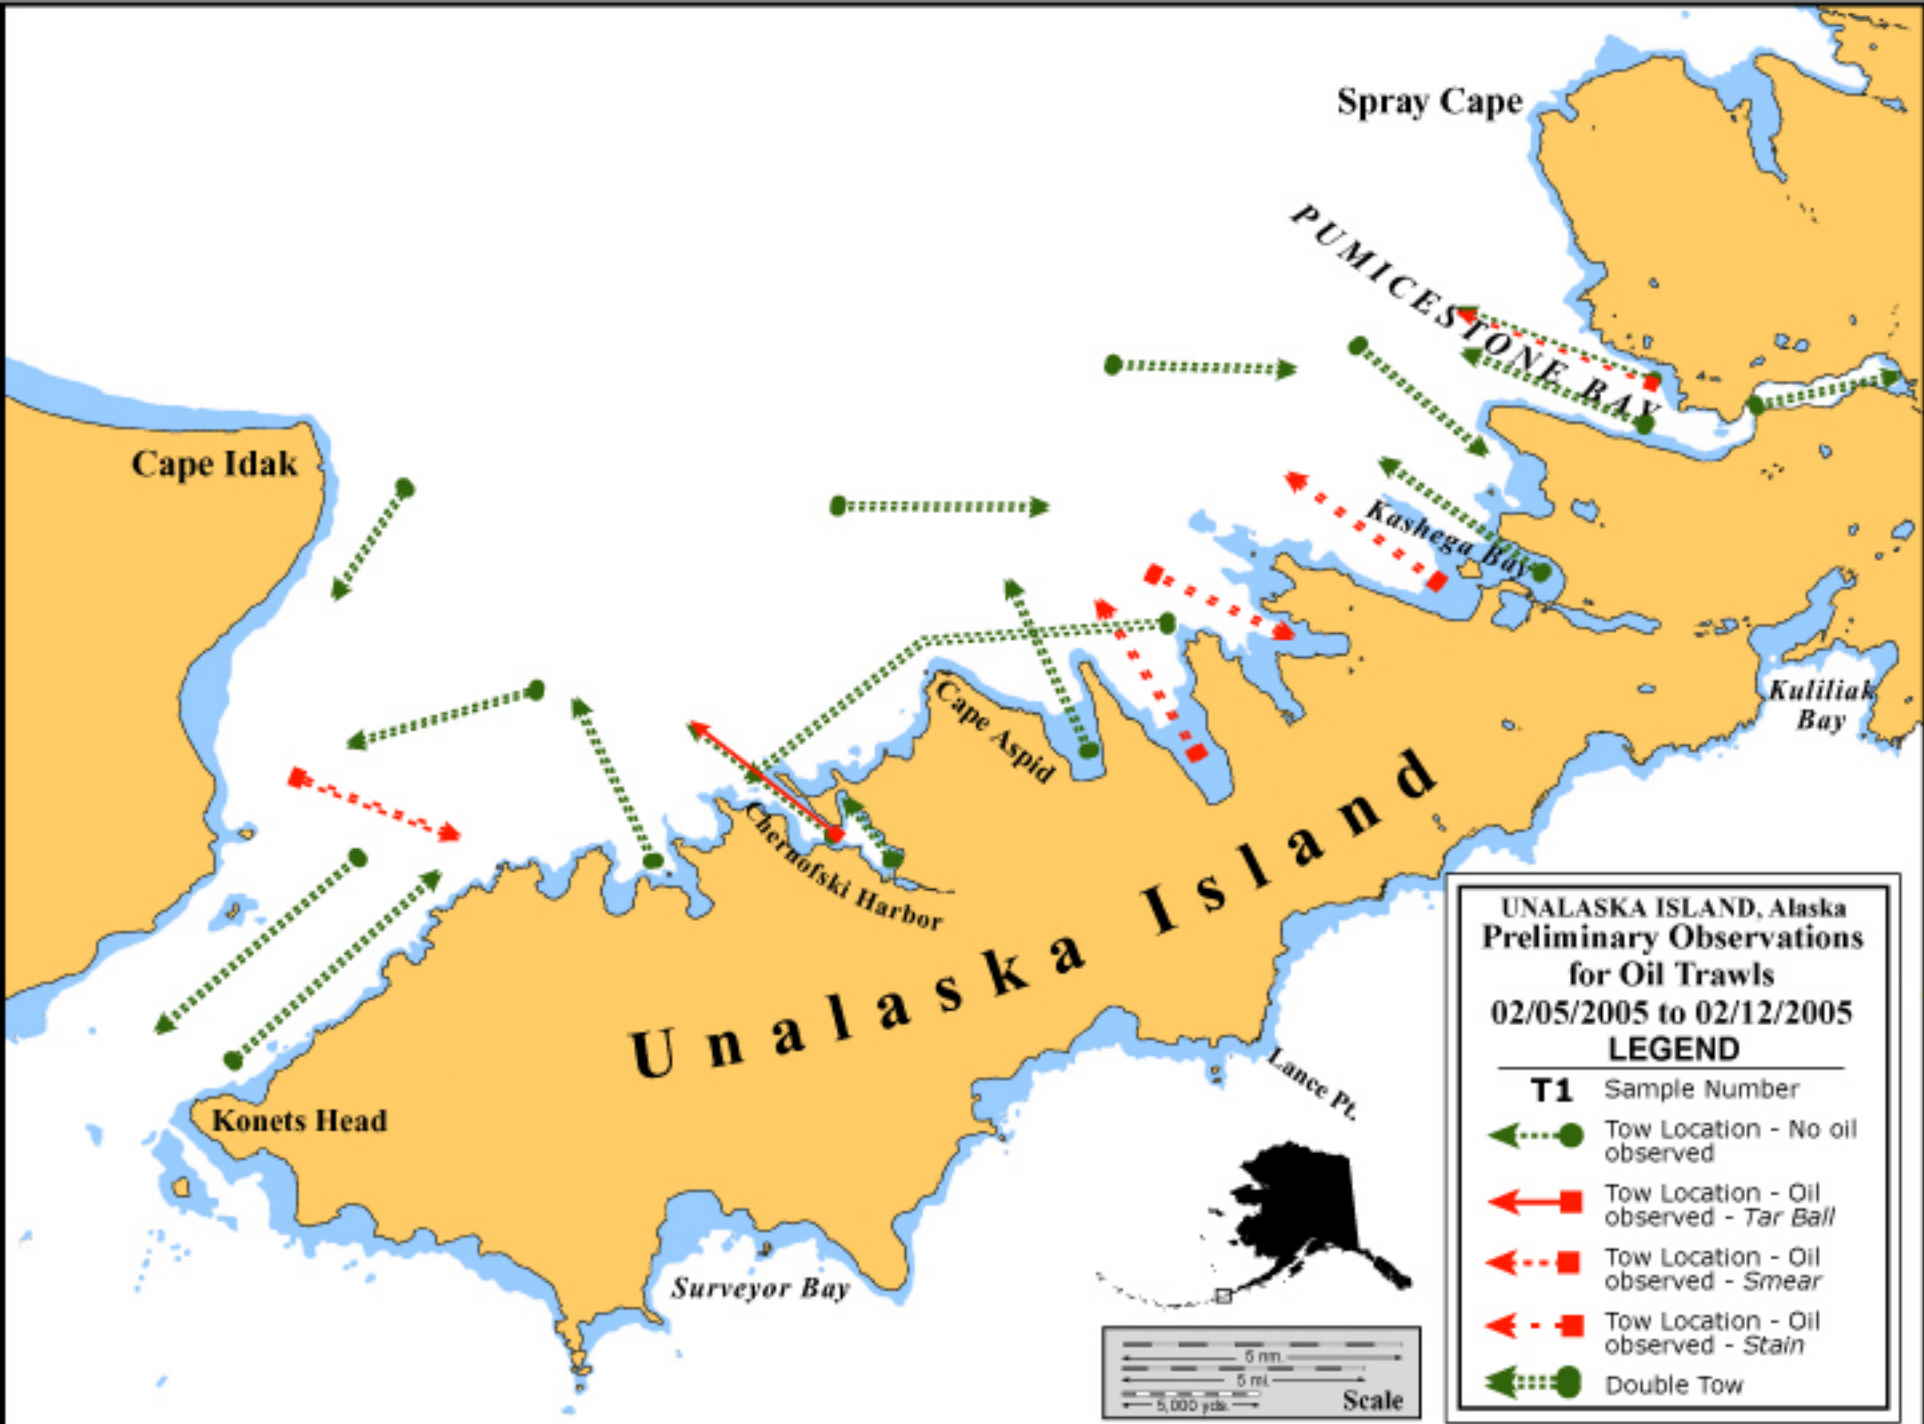 Spray Cape
PUMICESTONE BAY
Cape Idak
Kashega Bay
Kuliliak
Bay
Cape Aspid
Chernofski Harbor
Unalaska Island
Lance Pt.
Konets Head
Surveyor Bay
UNALASKA ISLAND, Alaska
Preliminary Observations
for Oil Trawls
02/05/2005 to 02/12/2005
LEGEND
T1 Sample Number
Tow Location - No oil
observed
Tow Location - Oil
observed - Tar Ball
Tow Location - Oil
observed - Smear
Tow Location - Oil
observed - Stain
Double Tow
5 nm.
5 mi.
5,000 yds.
Scale